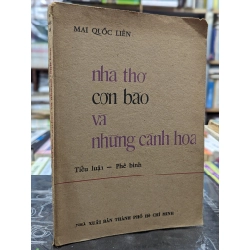 MAI QUỐC LIÊN
nhà thơ
cơn bão
và
những cánh hoa
Tiểu luận – Phê bình
NHÀ XUẤT BẢN THÀNH PHỐ HỒ CHÍ MINH